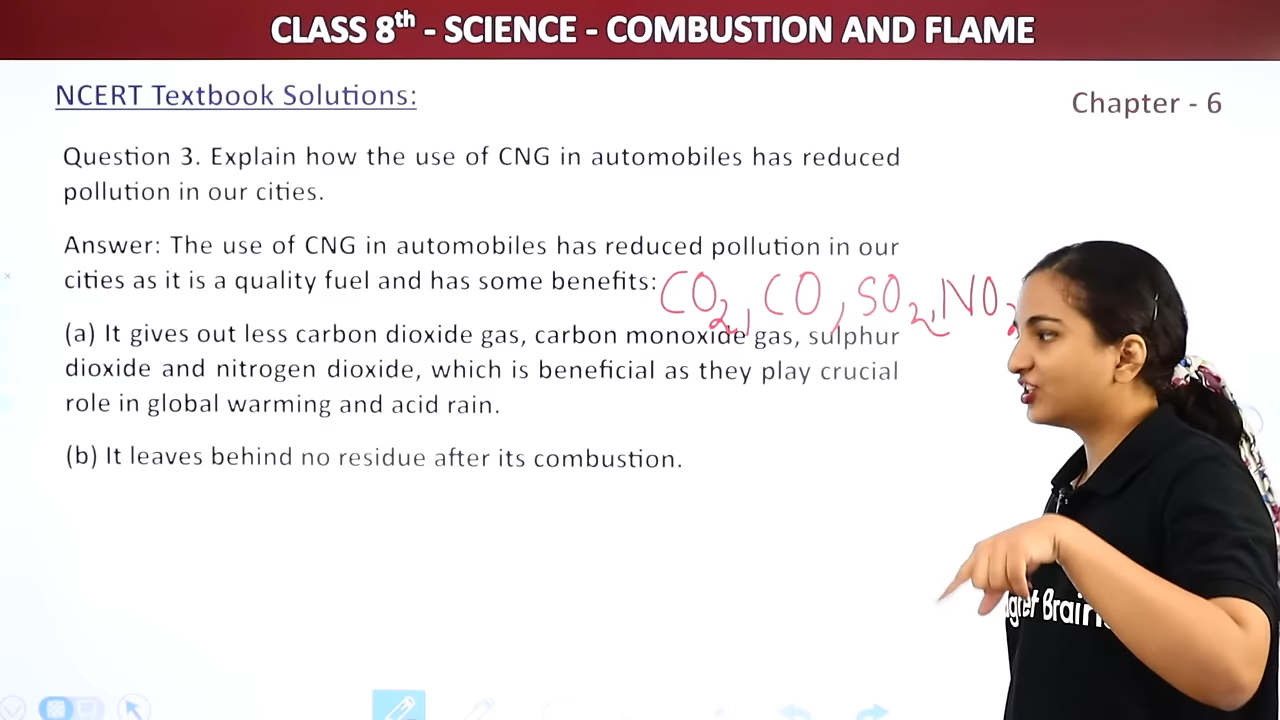 CLASS 8th - SCIENCE - COMBUSTION AND FLAME
NCERT Textbook Solutions:
Chapter - 6
Question 3. Explain how the use of CNG in automobiles has reduced
pollution in our cities.
Answer: The use of CNG in automobiles has reduced pollution in our
cities as it is a quality fuel and has some benefits:
CO2, CO, SO2, NO2
(a) It gives out less carbon dioxide gas, carbon monoxide gas, sulphur
dioxide and nitrogen dioxide, which is beneficial as they play crucial
role in global warming and acid rain.
(b) It leaves behind no residue after its combustion.